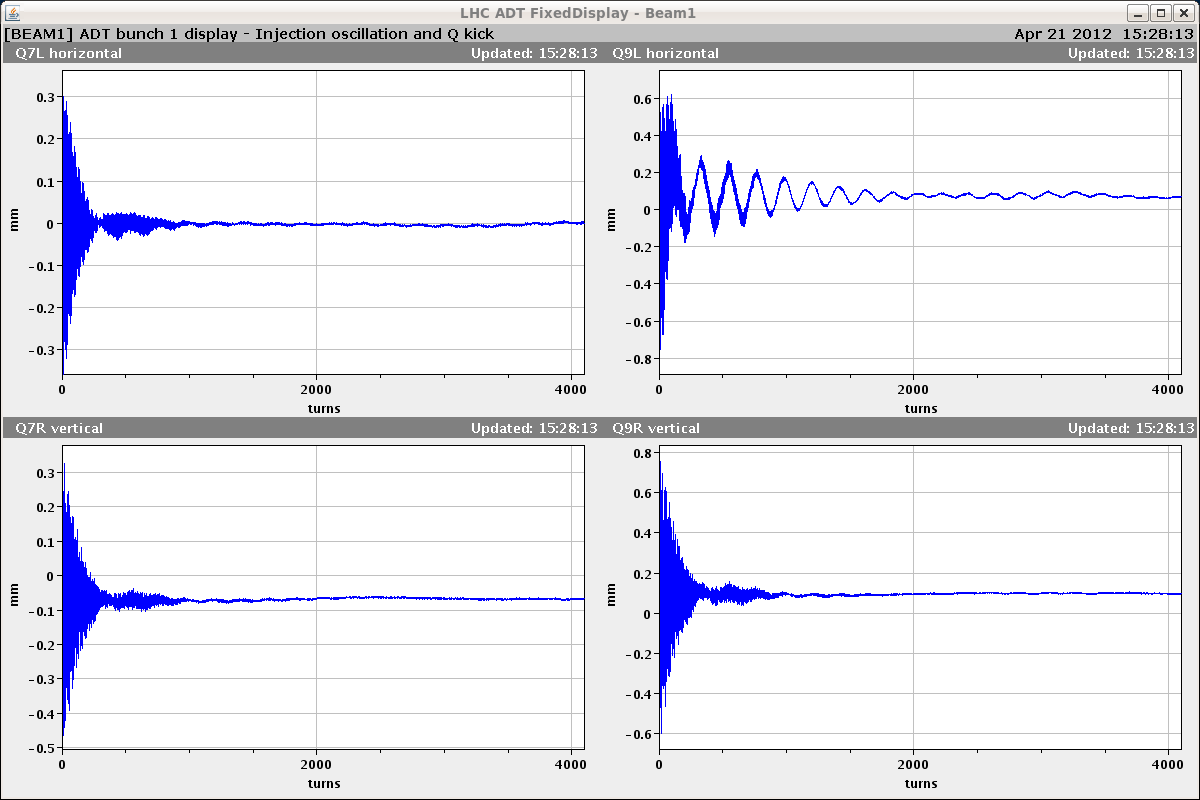 LHC ADT FixedDisplay - Beam1
[BEAM1] ADT bunch 1 display - Injection oscillation and Q kick Apr 21 2012 15:28:13
Q7L horizontal Updated: 15:28:13 Q9L horizontal Updated: 15:28:13
0.3
0.2
0.1
0
-0.1
-0.2
-0.3
mm
0 2000 4000
turns
0.6
0.4
0.2
0
-0.2
-0.4
-0.6
-0.8
mm
0 2000 4000
turns
Q7R vertical Updated: 15:28:13 Q9R vertical Updated: 15:28:13
0.3
0.2
0.1
0
-0.1
-0.2
-0.3
-0.4
-0.5
mm
0 2000 4000
turns
0.8
0.6
0.4
0.2
0
-0.2
-0.4
-0.6
mm
0 2000 4000
turns